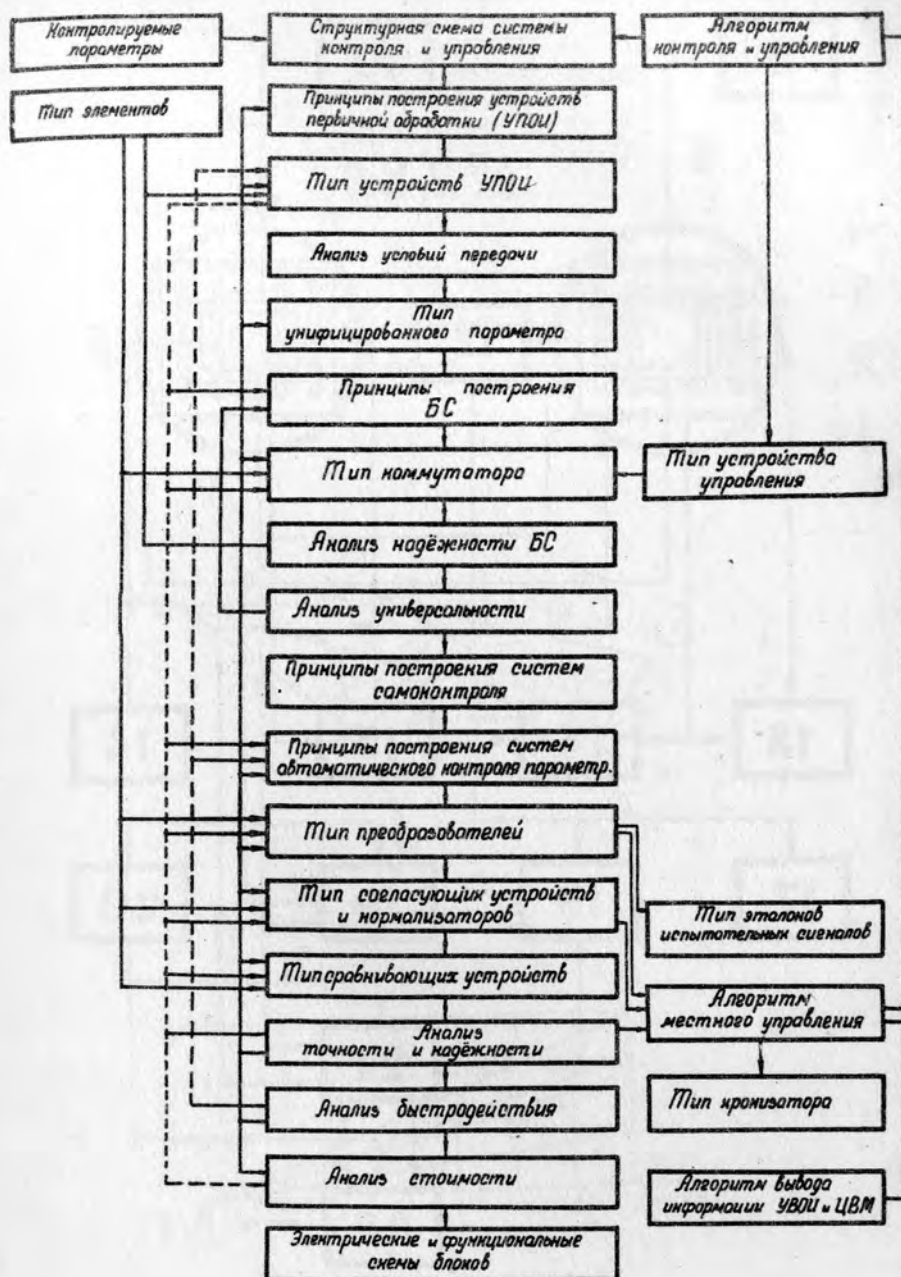 Контролируемые
параметры
Структурная схема системы
контроля и управления
Алгоритм
контроля и управления
Тип элементов
Принципы построения устройств
первичной обработки (УПОИ)
Тип устройств УПОИ
Анализ условий передачи
Тип
унифицированного параметра
Принципы построения
БС
Тип коммутатора
Тип устройства
управления
Анализ надёжности БС
Анализ универсальности
Принципы построения систем
самоконтроля
Принципы построения систем
автоматического контроля параметр.
Тип преобразователей
Тип согласующих устройств
и нормализаторов
Тип эталонов
испытательных сигналов
Тип сравнивающих устройств
Алгоритм
местного управления
Анализ
точности и надёжности
Анализ быстродействия
Тип хронизатора
Анализ стоимости
Алгоритм вывода
информации УВОИ и ЦВМ
Электрические и функциональные
схемы блоков